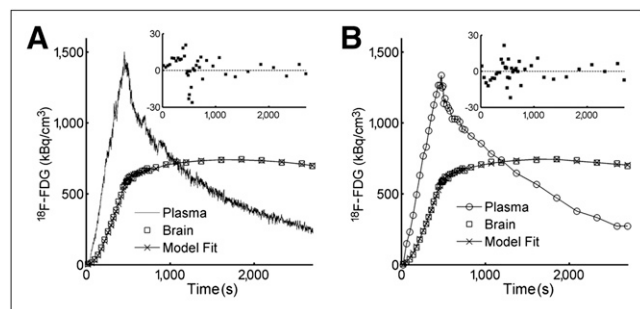 A
1,500
1,000
500
0
0
1,000
2,000
18F-FDG (kBq/cm3)
Time(s)
30
0
-30
0
1,000
2,000
Plasma
Brain
Model Fit
B
1,500
1,000
500
0
0
1,000
2,000
18F-FDG (kBq/cm3)
Time(s)
30
0
-30
0
1,000
2,000
Plasma
Brain
Model Fit